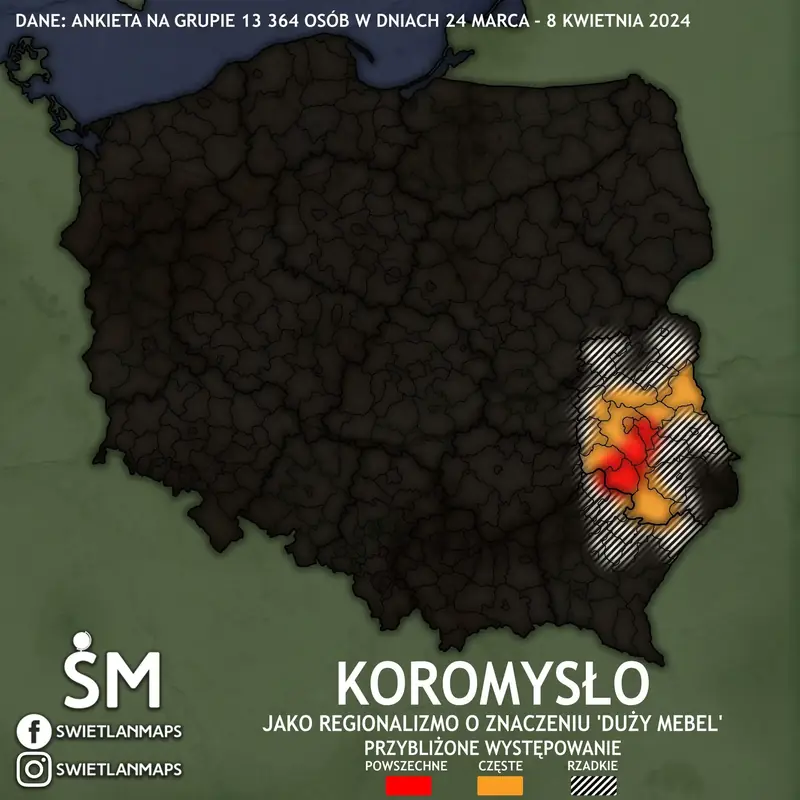 DANE: ANKIETA NA GRUPIE 13 364 OSÓB W DNIACH 24 MARCA - 8 KWIETNIA 2024
ŚM
SWIETLANMAPS
SWIETLANMAPS
KOROMYSŁO
JAKO REGIONALIZMO O ZNACZENIU 'DUŻY MEBEL'
PRZYBLIŻONE WYSTĘPOWANIE
POWSZECHNE CZĘSTE RZADKIE